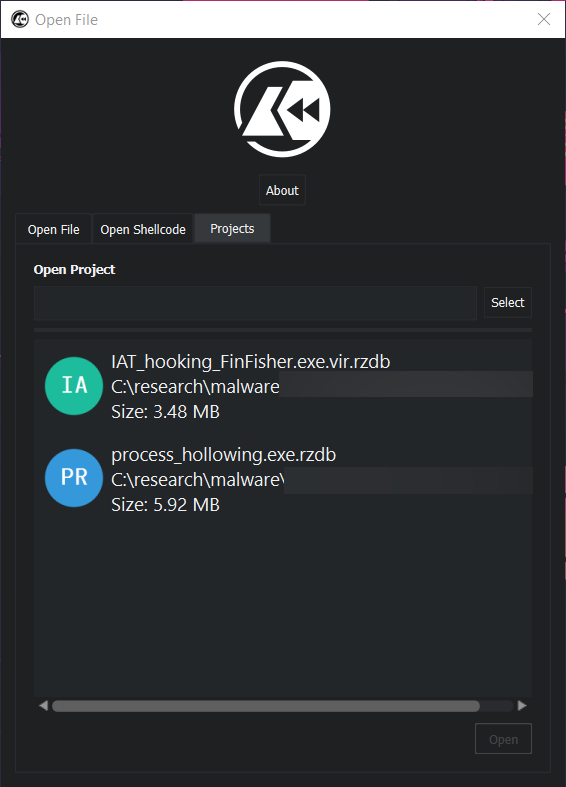 Open File
About
Open File Open Shellcode Projects
Open Project
Select
IA
IAT_hooking_FinFisher.exe.vir.rzdb
C:\research\malware
Size: 3.48 MB
PR
process_hollowing.exe.rzdb
C:\research\malware\
Size: 5.92 MB
Open